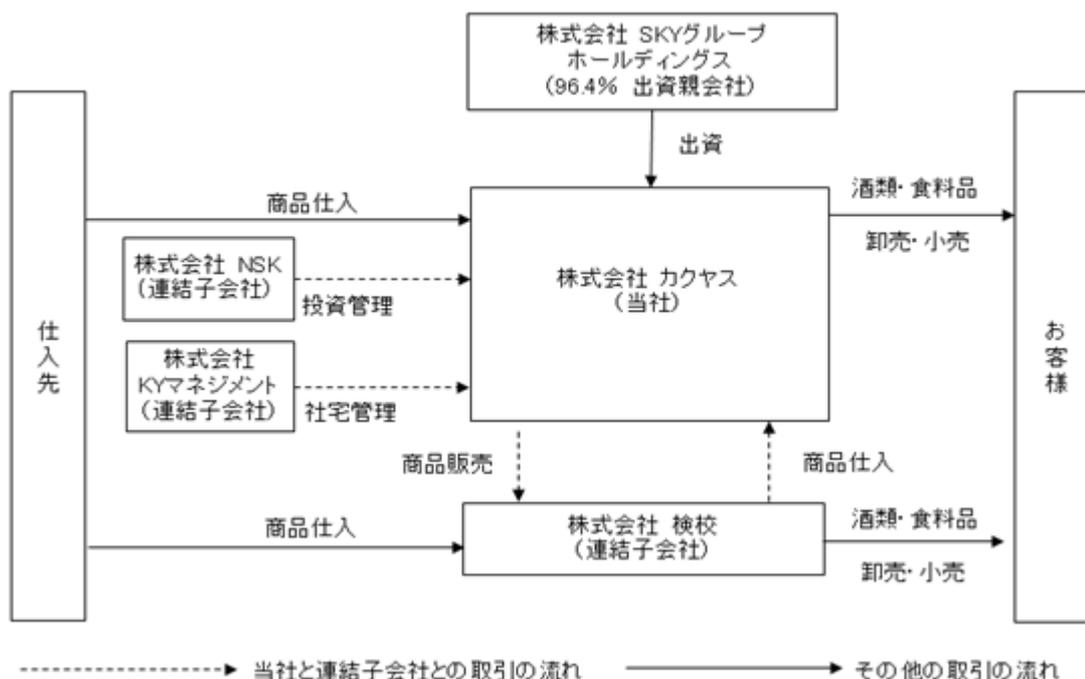 株式会社 SKYグループ
ホールディングス
（96.4% 出資親会社）
出資
商品仕入
酒類・食料品
卸売・小売
株式会社 NSK
（連結子会社）
投資管理
株式会社 カクヤス
（当社）
仕入先
お客様
株式会社
KYマネジメント
（連結子会社）
社宅管理
商品販売
商品仕入
商品仕入
株式会社 検校
（連結子会社）
酒類・食料品
卸売・小売
当社と連結子会社との取引の流れ
その他の取引の流れ